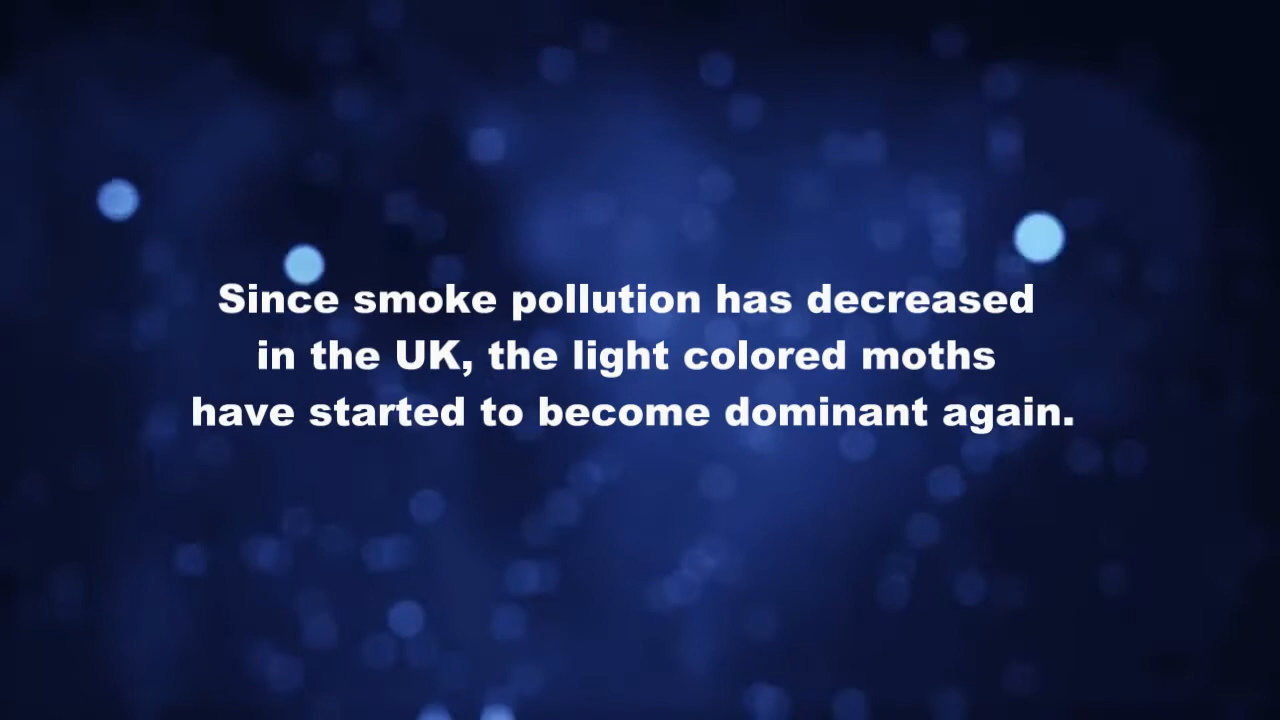 Since smoke pollution has decreased
in the UK, the light colored moths
have started to become dominant again.